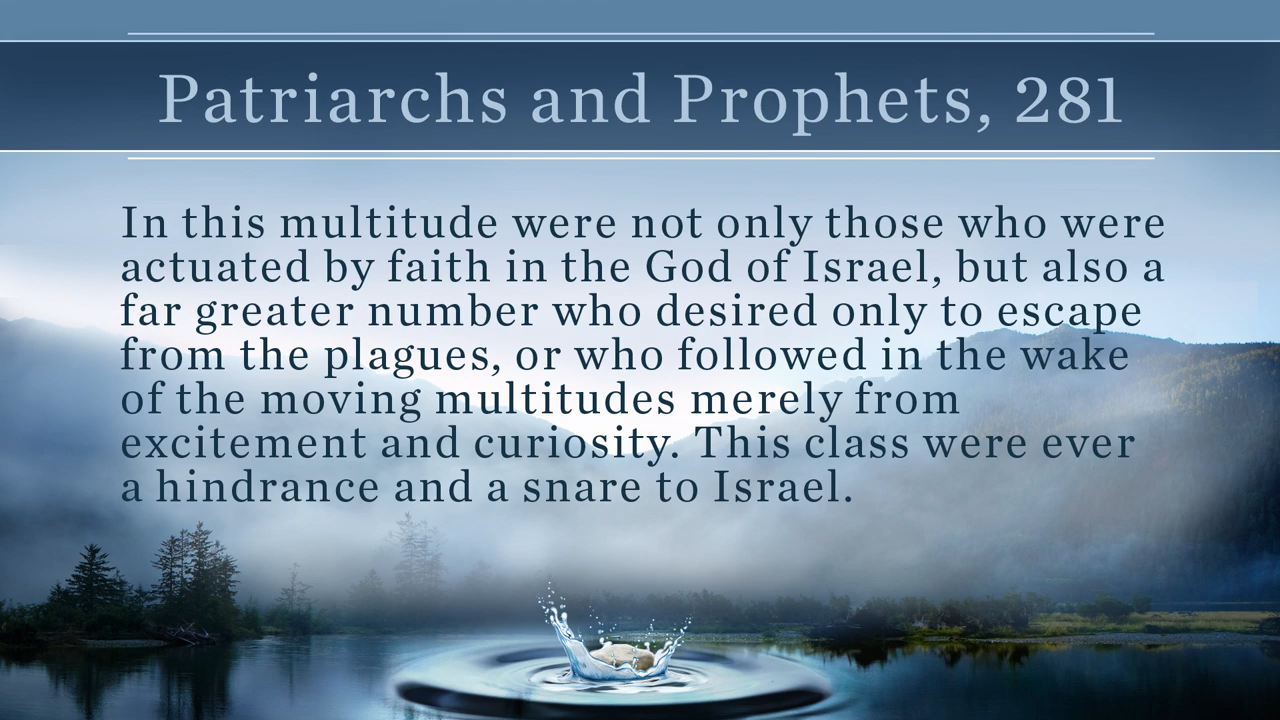 Patriarchs and Prophets, 281
In this multitude were not only those who were
actuated by faith in the God of Israel, but also a
far greater number who desired only to escape
from the plagues, or who followed in the wake
of the moving multitudes merely from
excitement and curiosity. This class were ever
a hindrance and a snare to Israel.